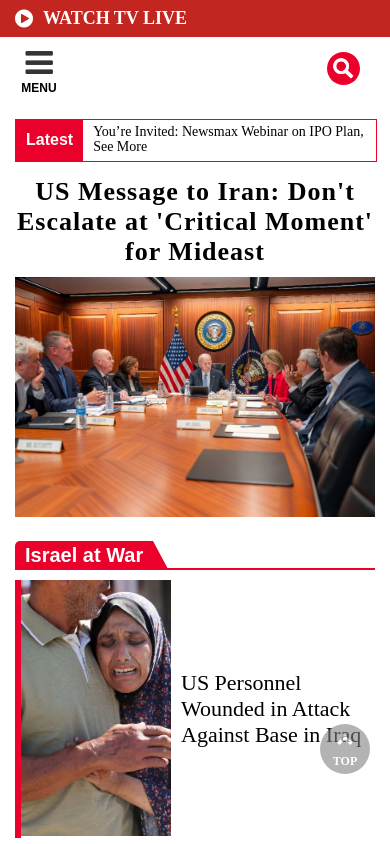 WATCH TV LIVE
MENU
Latest
You’re Invited: Newsmax Webinar on IPO Plan,
See More
US Message to Iran: Don't
Escalate at 'Critical Moment'
for Mideast
Israel at War
US Personnel
Wounded in Attack
Against Base in Iraq
TOP